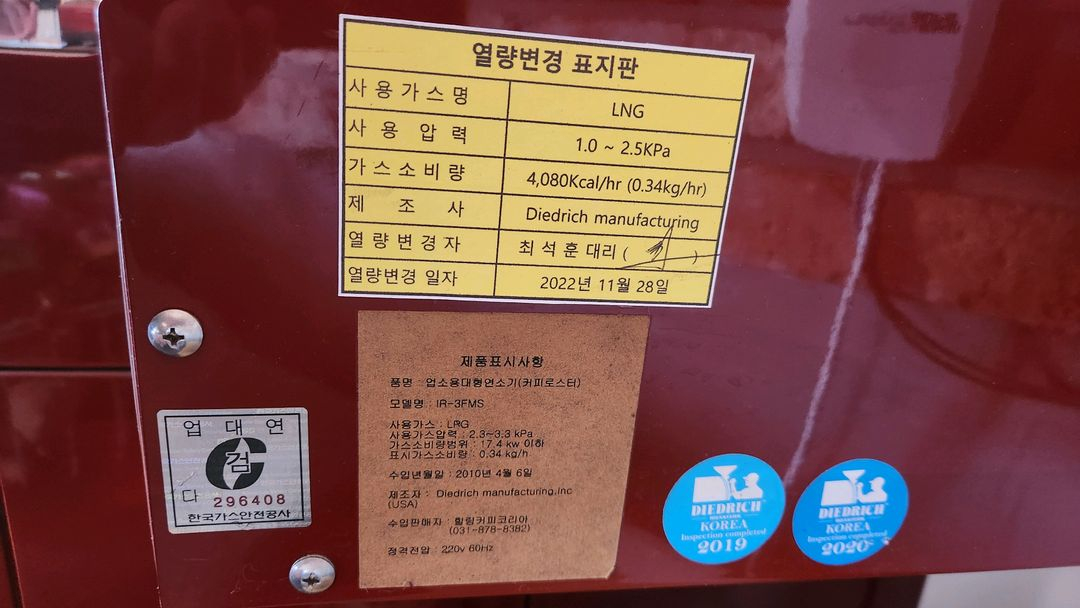 열량변경 표지판
사용가스명 LNG
사용압력 1.0 ~ 2.5KPa
가스소비량 4,080Kcal/hr (0.34kg/hr)
제조사 Diedrich manufacturing
열량변경자 최석훈대리 ( )
열량변경 일자 2022년 11월 28일
제품표시사항
품명 : 업소용대형연소기(커피로스터)
모델명 : IR-3FMS
사용가스 : LRG
사용가스압력 : 2.3~3.3 kPa
가스소비량범위 : 17.4 kw 이하
표시가스소비량 : 0.34 kg/h
수입년월일 : 2010년 4월 6일
제조자 : Diedrich manufacturing,Inc
(USA)
수입판매자 : 힐링커피코리아
(031-878-8382)
정격전압 : 220v 60Hz
업 대 연
검
다 296408
한국가스안전공사
DIEDRICH
KOREA
Inspection completed
2019
DIEDRICH
KOREA
Inspection completed
2020